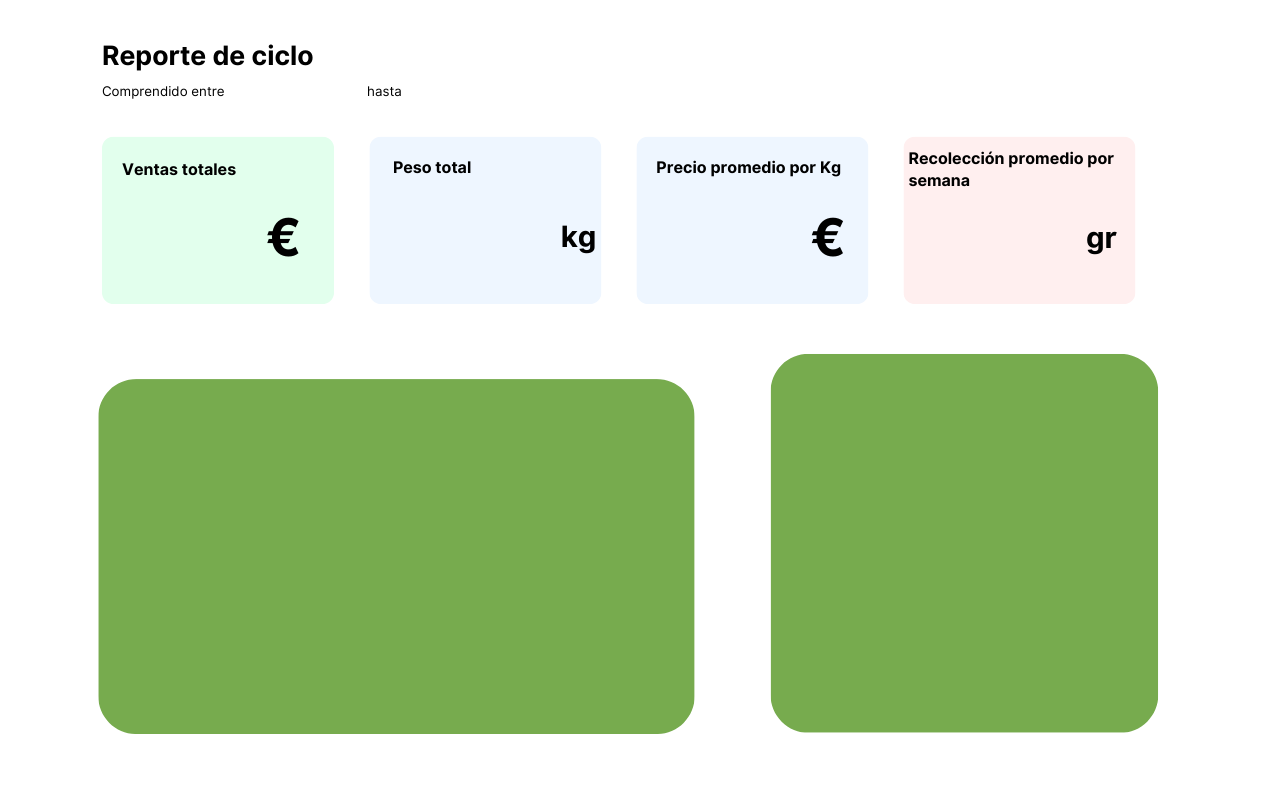 Reporte de ciclo
Comprendido entre hasta
Ventas totales
€
Peso total
kg
Precio promedio por Kg
€
Recolección promedio por
semana
gr